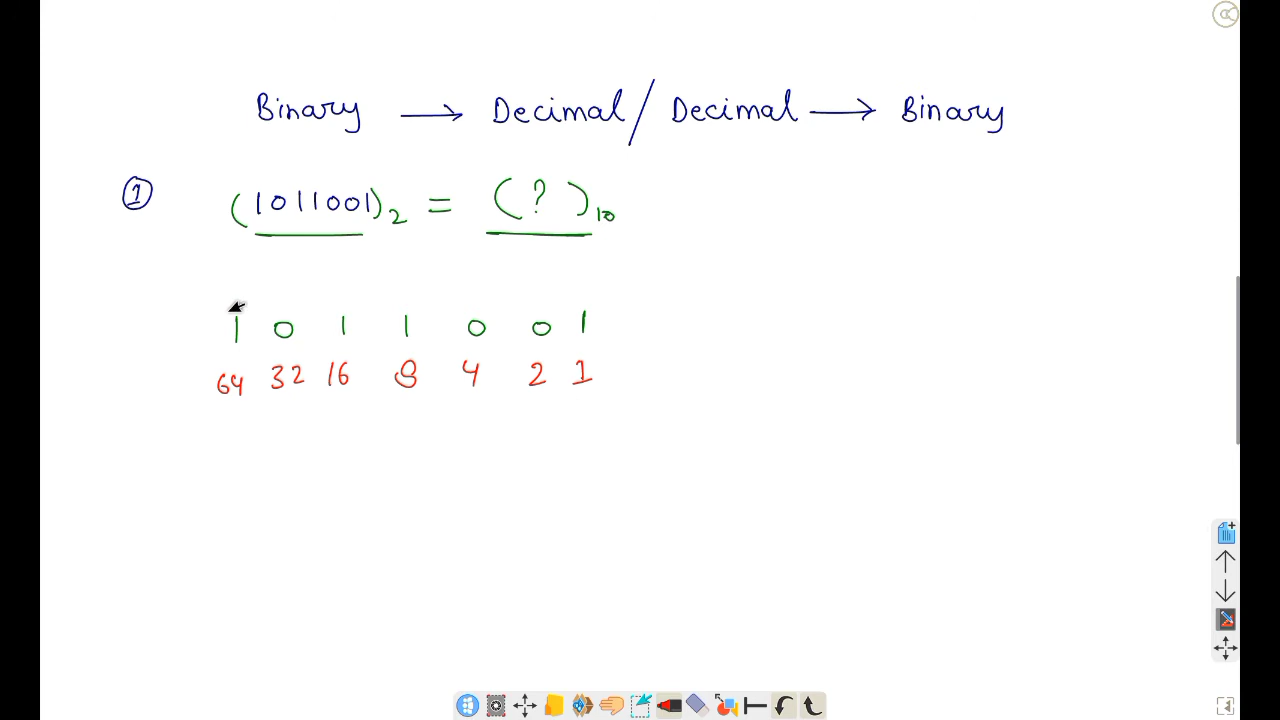 Binary → Decimal / Decimal → Binary
① (1011001)₂ = (?)₁₀
1 0 1 1 0 0 1
64 32 16 8 4 2 1